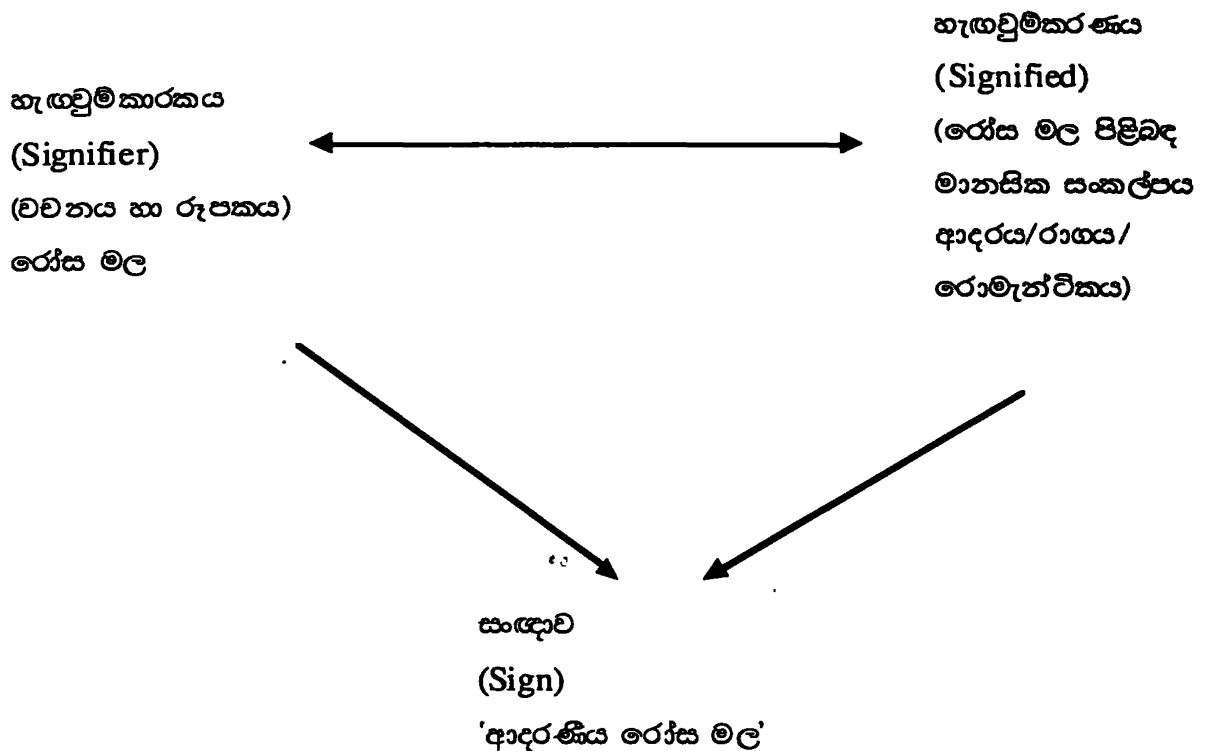 හැඟවුම්කාරකය
(Signifier)
(වචනය හා රූපකය)
රෝස මල
හැඟවුම්කරණය
(Signified)
(රෝස මල පිළිබඳ
මානසික සංකල්පය
ආදරය/රාගය/
රොමැන්ටිකය)
සංඥාව
(Sign)
'ආදරණීය රෝස මල'